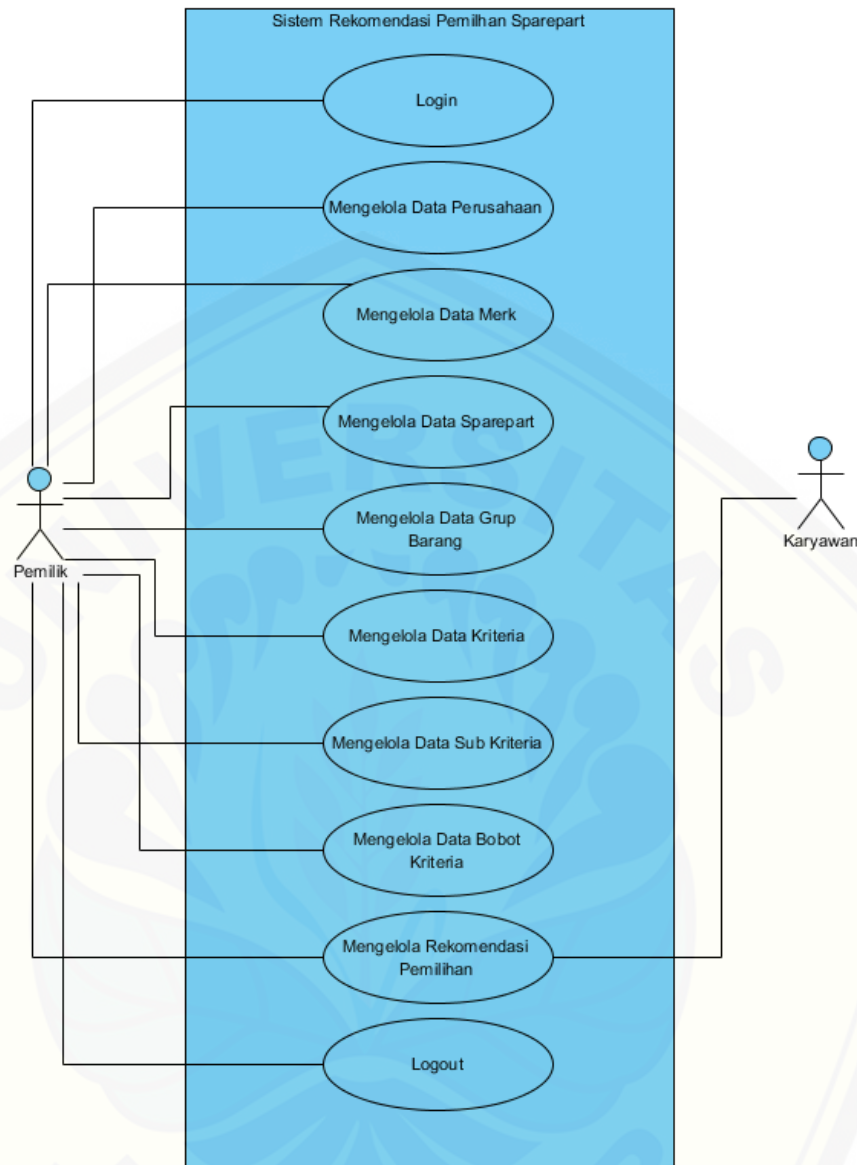 Sistem Rekomendasi Pemilhan Sparepart
Login
Mengelola Data Perusahaan
Mengelola Data Merk
Mengelola Data Sparepart
Mengelola Data Grup
Barang
Mengelola Data Kriteria
Mengelola Data Sub Kriteria
Mengelola Data Bobot
Kriteria
Mengelola Rekomendasi
Pemilihan
Logout
Pemilik
Karyawan
UNIVERSITAS